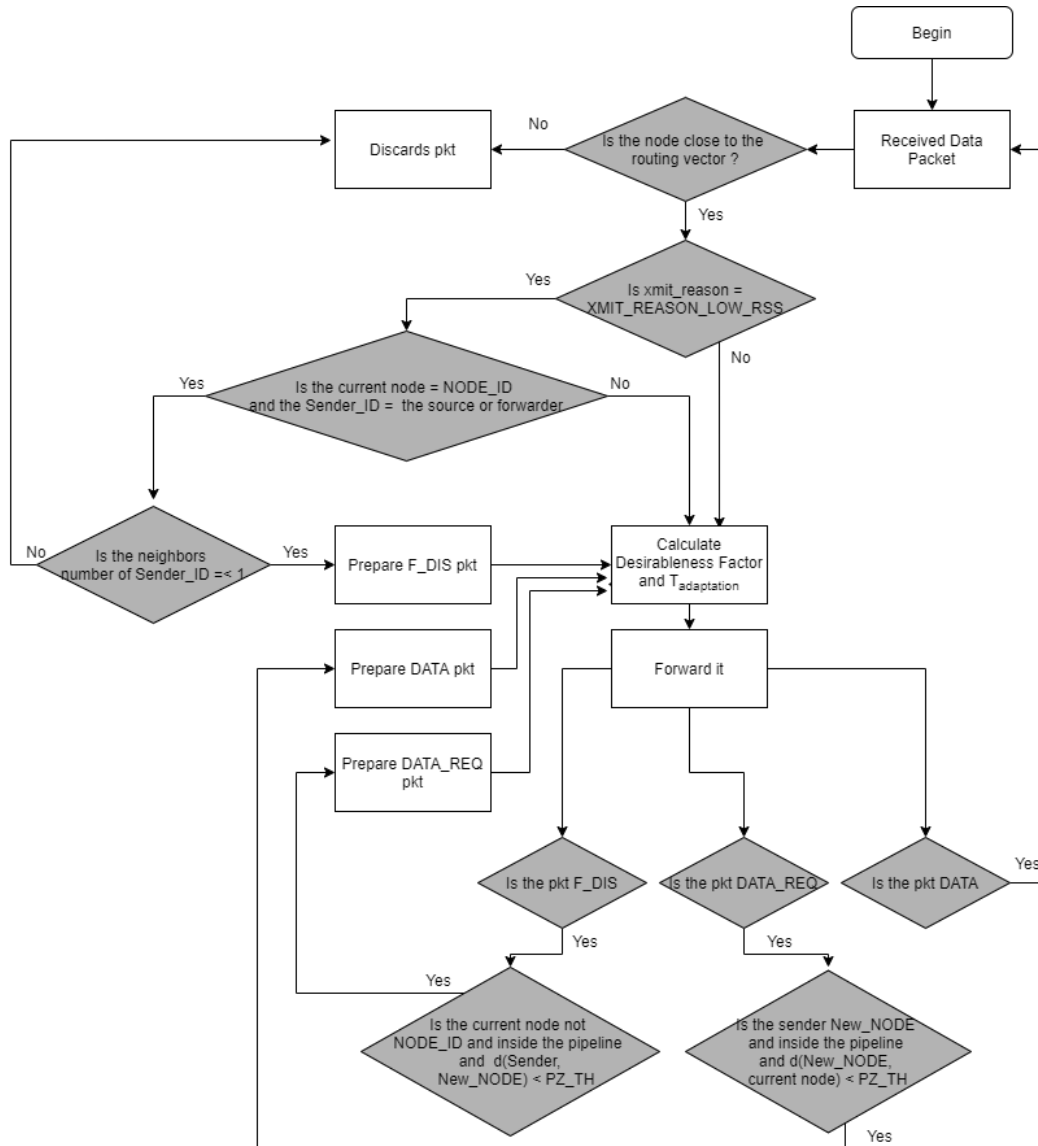 Begin
Received Data
Packet
Is the node close to the
routing vector ?
No
Discards pkt
Yes
Is xmit_reason =
XMIT_REASON_LOW_RSS
Yes
No
Is the current node = NODE_ID
and the Sender_ID = the source or forwarder
Yes
No
Is the neighbors
number of Sender_ID =< 1
No
Yes
Prepare F_DIS pkt
Calculate
Desirableness Factor
and Tadaptation
Prepare DATA pkt
Forward it
Prepare DATA_REQ
pkt
Is the pkt F_DIS
Is the pkt DATA_REQ
Is the pkt DATA
Yes
Yes
Yes
Yes
Is the current node not
NODE_ID and inside the pipeline
and d(Sender,
New_NODE) < PZ_TH
Is the sender New_NODE
and inside the pipeline
and d(New_NODE,
current node) < PZ_TH
Yes